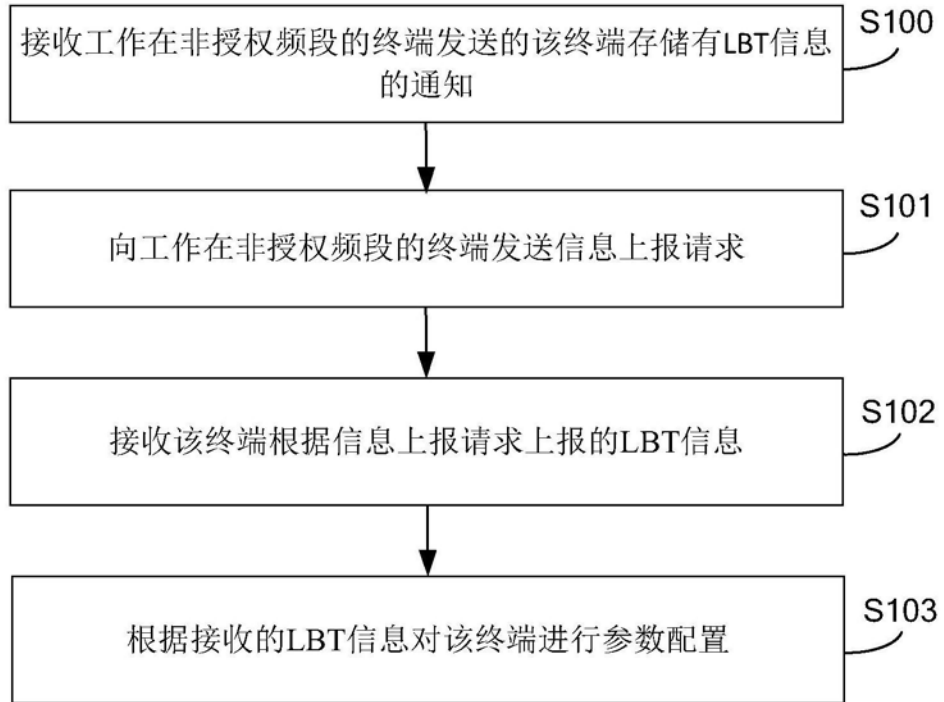 接收工作在非授权频段的终端发送的该终端存储有LBT信息
的通知
S100
向工作在非授权频段的终端发送信息上报请求
S101
接收该终端根据信息上报请求上报的LBT信息
S102
根据接收的LBT信息对该终端进行参数配置
S103